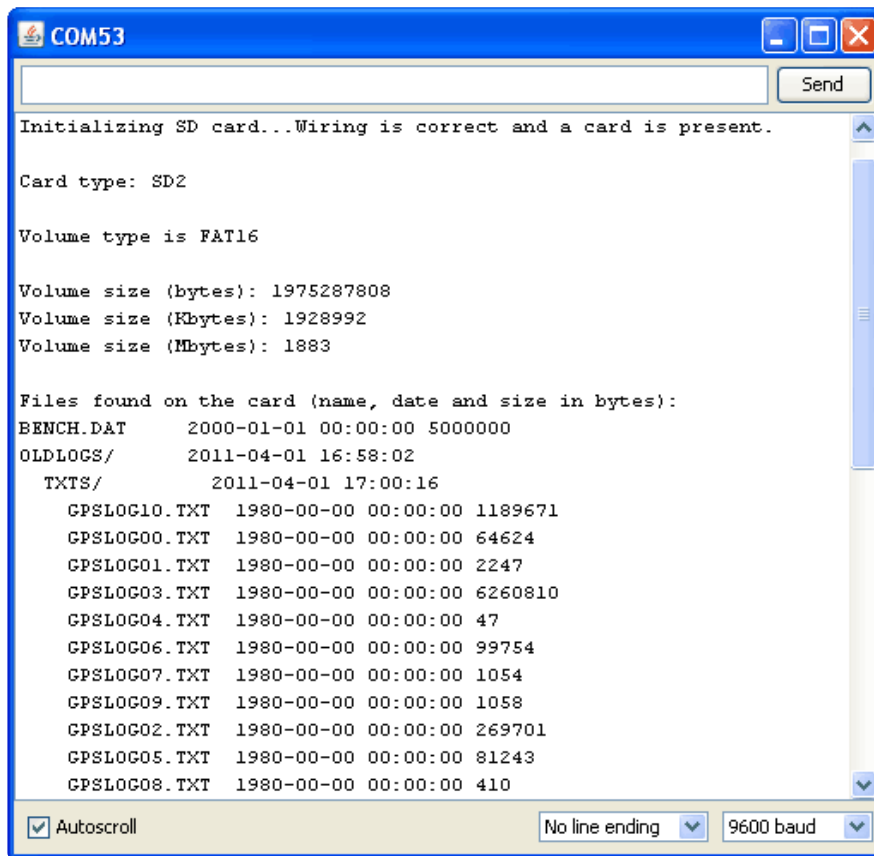 COM53
Send
Initializing SD card...Wiring is correct and a card is present.
Card type: SD2
Volume type is FAT16
Volume size (bytes): 1975287808
Volume size (Kbytes): 1928992
Volume size (Mbytes): 1883
Files found on the card (name, date and size in bytes):
BENCH.DAT     2000-01-01 00:00:00 5000000
OLDLOGS/      2011-04-01 16:58:02
  TXTS/         2011-04-01 17:00:16
    GPSLOG10.TXT  1980-00-00 00:00:00 1189671
    GPSLOG00.TXT  1980-00-00 00:00:00 64624
    GPSLOG01.TXT  1980-00-00 00:00:00 2247
    GPSLOG03.TXT  1980-00-00 00:00:00 6260810
    GPSLOG04.TXT  1980-00-00 00:00:00 47
    GPSLOG06.TXT  1980-00-00 00:00:00 99754
    GPSLOG07.TXT  1980-00-00 00:00:00 1054
    GPSLOG09.TXT  1980-00-00 00:00:00 1058
    GPSLOG02.TXT  1980-00-00 00:00:00 269701
    GPSLOG05.TXT  1980-00-00 00:00:00 81243
    GPSLOG08.TXT  1980-00-00 00:00:00 410
Autoscroll
No line ending
9600 baud